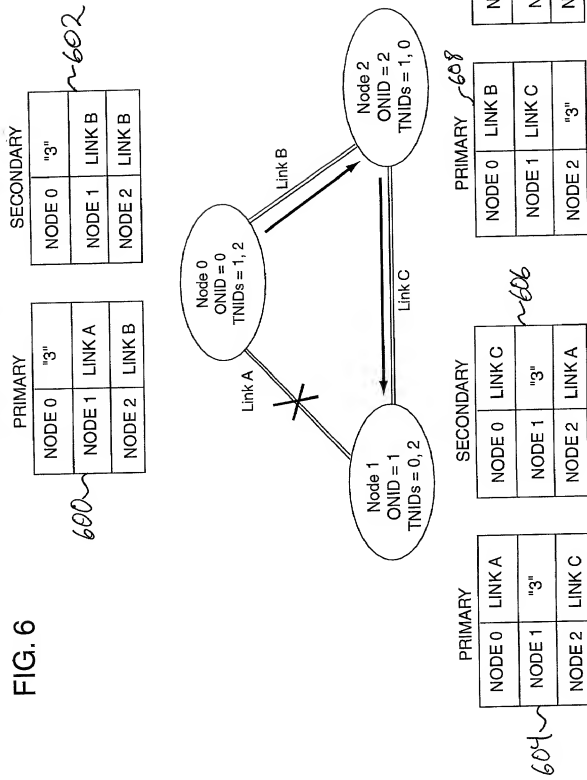 FIG. 6
PRIMARY
600
NODE 0 "3"
NODE 1 LINK A
NODE 2 LINK B
SECONDARY
602
NODE 0 "3"
NODE 1 LINK B
NODE 2 LINK B
Node 0
ONID = 0
TNIDs = 1, 2
Link A
Link B
Node 1
ONID = 1
TNIDs = 0, 2
Link C
Node 2
ONID = 2
TNIDs = 1, 0
PRIMARY
604
NODE 0 LINK A
NODE 1 "3"
NODE 2 LINK C
SECONDARY
606
NODE 0 LINK C
NODE 1 "3"
NODE 2 LINK A
PRIMARY
608
NODE 0 LINK B
NODE 1 LINK C
NODE 2 "3"
N
N